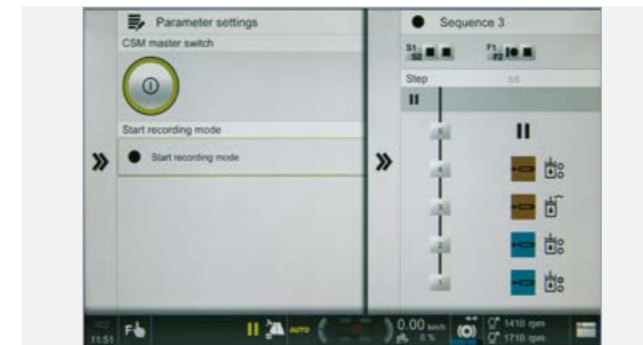 Parameter settings
CSM master switch
Start recording mode
Start recording mode
Sequence 3
S1
S2
F1
F2
Step
5
4
3
2
1
11:51
F
AUTO
0.00 km/h
0 %
1410 rpm
1710 rpm